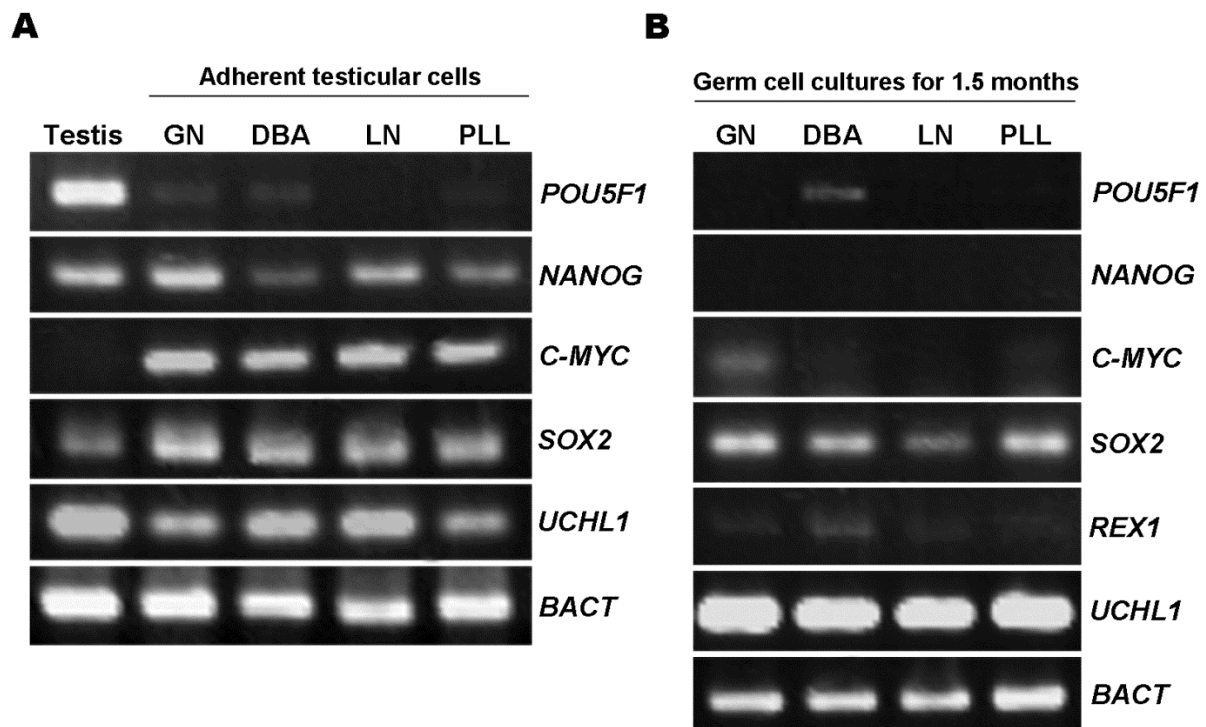 A
Adherent testicular cells
Testis GN DBA LN PLL
POU5F1
NANOG
C-MYC
SOX2
UCHL1
BACT
B
Germ cell cultures for 1.5 months
GN DBA LN PLL
POU5F1
NANOG
C-MYC
SOX2
REX1
UCHL1
BACT